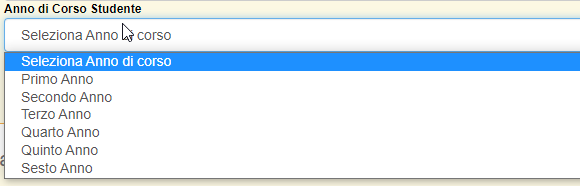 Anno di Corso Studente
Seleziona Anno di corso
Seleziona Anno di corso
Primo Anno
Secondo Anno
Terzo Anno
Quarto Anno
Quinto Anno
Sesto Anno